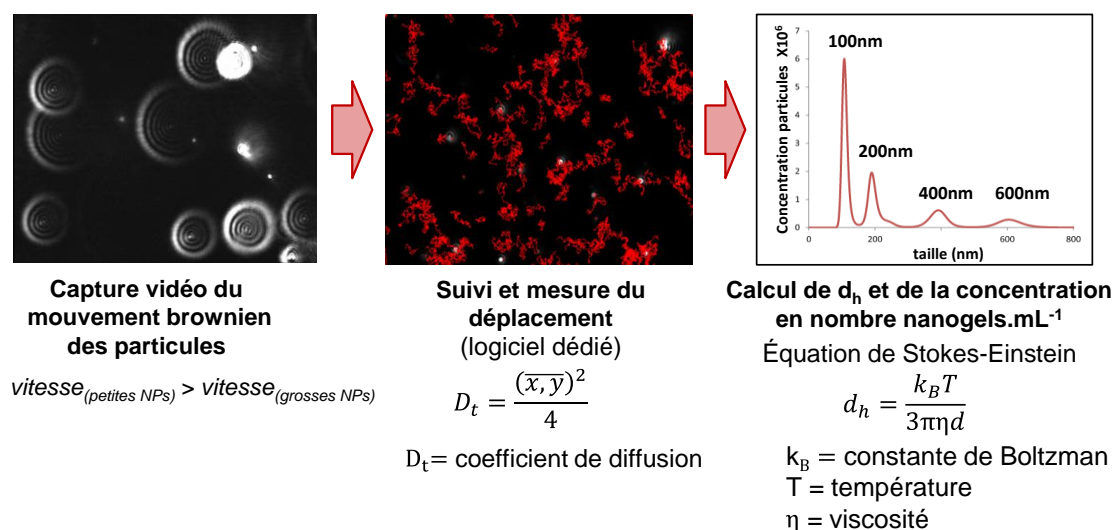 Concentration particules X10⁶
7
6
5
4
3
2
1
0
100nm
200nm
400nm
600nm
0 200 400 600 800
taille (nm)
Capture vidéo du
mouvement brownien
des particules
vitesse(petites NPs) > vitesse(grosses NPs)
Suivi et mesure du
déplacement
(logiciel dédié)
Dₜ = (x,y)² / 4
Dₜ= coefficient de diffusion
Calcul de dₕ et de la concentration
en nombre nanogels.mL⁻¹
Équation de Stokes-Einstein
dₕ = k_B T / 3πηd
k_B = constante de Boltzman
T = température
η = viscosité